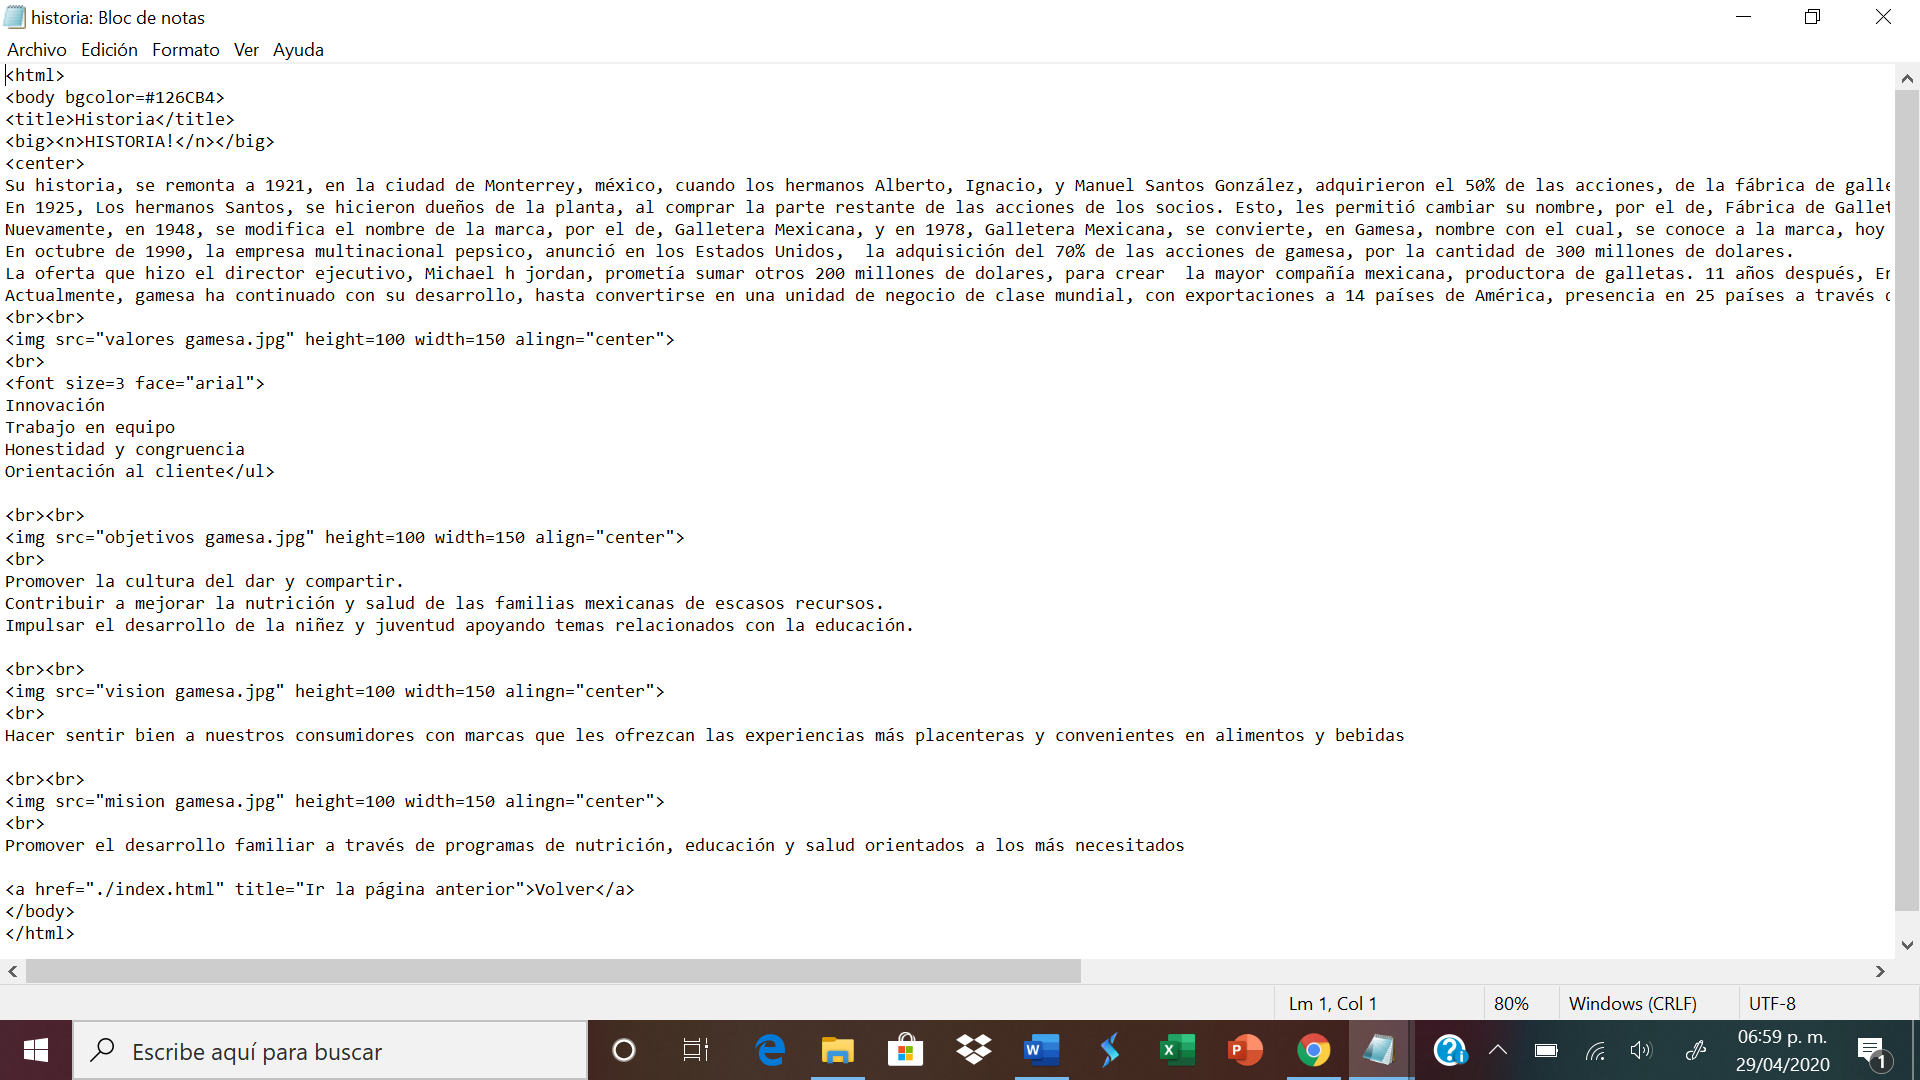 historia: Bloc de notas
Archivo Edición Formato Ver Ayuda
<html>
<body bgcolor=#126CB4>
<title>Historia</title>
<big><n>HISTORIA!</n></big>
<center>
Su historia, se remonta a 1921, en la ciudad de Monterrey, méxico, cuando los hermanos Alberto, Ignacio, y Manuel Santos González, adquirieron el 50% de las acciones, de la fábrica de galle
En 1925, Los hermanos Santos, se hicieron dueños de la planta, al comprar la parte restante de las acciones de los socios. Esto, les permitió cambiar su nombre, por el de, Fábrica de Gallet
Nuevamente, en 1948, se modifica el nombre de la marca, por el de, Galletera Mexicana, y en 1978, Galletera Mexicana, se convierte, en Gamesa, nombre con el cual, se conoce a la marca, hoy
En octubre de 1990, la empresa multinacional pepsico, anunció en los Estados Unidos,  la adquisición del 70% de las acciones de gamesa, por la cantidad de 300 millones de dolares.
La oferta que hizo el director ejecutivo, Michael h jordan, prometía sumar otros 200 millones de dolares, para crear  la mayor compañía mexicana, productora de galletas. 11 años después, Er
Actualmente, gamesa ha continuado con su desarrollo, hasta convertirse en una unidad de negocio de clase mundial, con exportaciones a 14 países de América, presencia en 25 países a través
<br><br>
<img src="valores gamesa.jpg" height=100 width=150 alingn="center">
<br>
<font size=3 face="arial">
Innovación
Trabajo en equipo
Honestidad y congruencia
Orientación al cliente</ul>
<br><br>
<img src="objetivos gamesa.jpg" height=100 width=150 align="center">
<br>
Promover la cultura del dar y compartir.
Contribuir a mejorar la nutrición y salud de las familias mexicanas de escasos recursos.
Impulsar el desarrollo de la niñez y juventud apoyando temas relacionados con la educación.
<br><br>
<img src="vision gamesa.jpg" height=100 width=150 alingn="center">
<br>
Hacer sentir bien a nuestros consumidores con marcas que les ofrezcan las experiencias más placenteras y convenientes en alimentos y bebidas
<br><br>
<img src="mision gamesa.jpg" height=100 width=150 alingn="center">
<br>
Promover el desarrollo familiar a través de programas de nutrición, educación y salud orientados a los más necesitados
<a href="./index.html" title="Ir la página anterior">Volver</a>
</body>
</html>
Lm 1, Col 1 80% Windows (CRLF) UTF-8
Escribe aquí para buscar
06:59 p. m.
29/04/2020
1